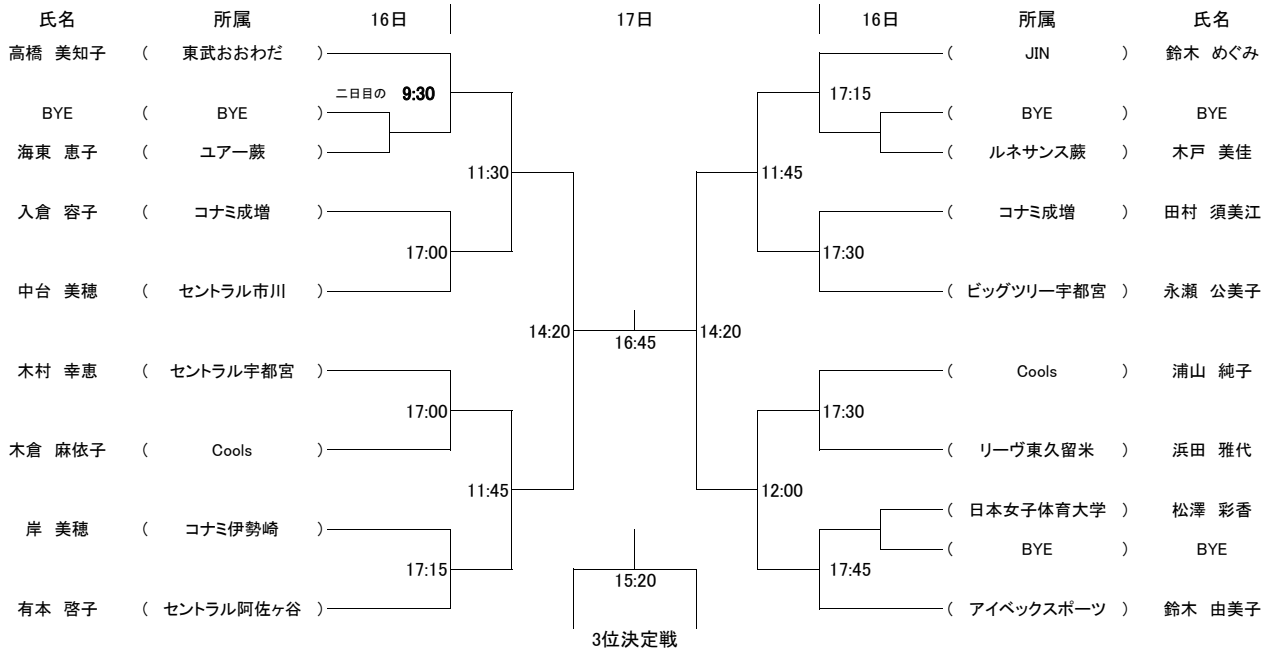 氏名 所属 16日 17日 16日 所属 氏名
高橋 美知子 ( 東武おおわだ ) ( JIN ) 鈴木 めぐみ
二日目の 9:30 17:15
BYE ( BYE ) ( BYE ) BYE
海東 恵子 ( ユアー蕨 ) ( ルネサンス蕨 ) 木戸 美佳
11:30 11:45
入倉 容子 ( コナミ成増 ) ( コナミ成増 ) 田村 須美江
17:00 17:30
中台 美穂 ( セントラル市川 ) ( ビッグツリー宇都宮 ) 永瀬 公美子
14:20 16:45 14:20
木村 幸恵 ( セントラル宇都宮 ) ( Cools ) 浦山 純子
17:00 17:30
木倉 麻依子 ( Cools ) ( リーヴ東久留米 ) 浜田 雅代
11:45 12:00
( 日本女子体育大学 ) 松澤 彩香
岸 美穂 ( コナミ伊勢崎 )
( BYE ) BYE
17:15 15:20 17:45
有本 啓子 ( セントラル阿佐ヶ谷 ) ( アイベックスポーツ ) 鈴木 由美子
3位決定戦